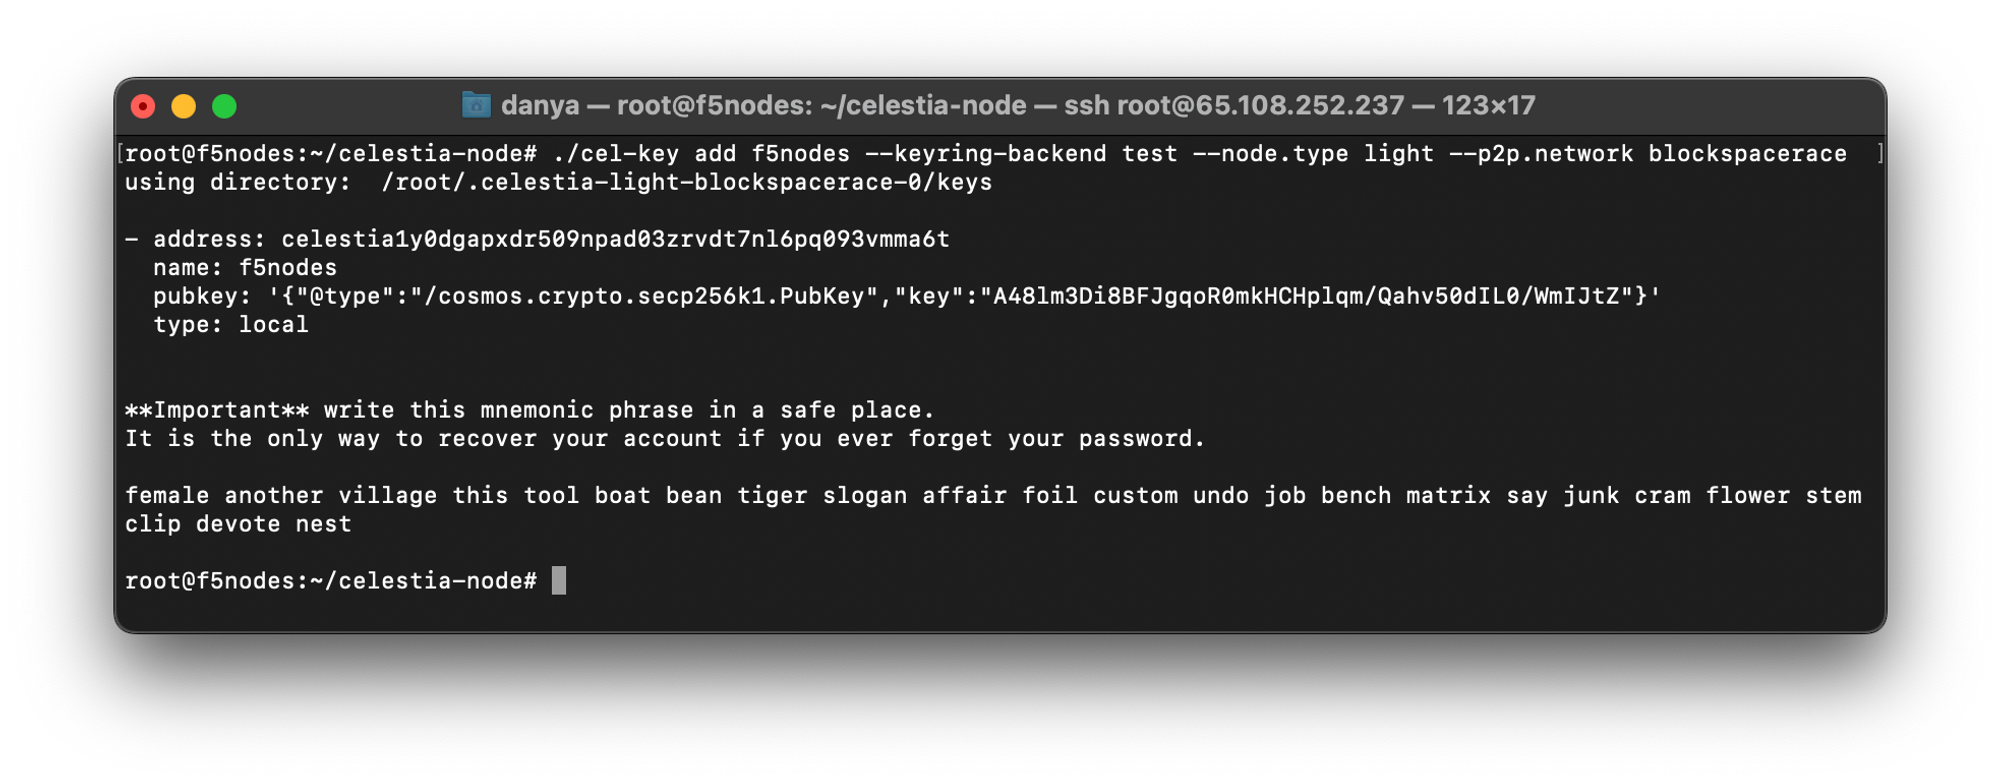 danya — root@f5nodes: ~/celestia-node — ssh root@65.108.252.237 — 123×17
[root@f5nodes:~/celestia-node# ./cel-key add f5nodes --keyring-backend test --node.type light --p2p.network blockspacerace ]
using directory:  /root/.celestia-light-blockspacerace-0/keys
- address: celestia1y0dgapxdr509npad03zrvdt7nl6pq093vmma6t
  name: f5nodes
  pubkey: '{"@type":"/cosmos.crypto.secp256k1.PubKey","key":"A48lm3Di8BFJgqoR0mkHCHplqm/Qahv50dIL0/WmIJtZ"}'
  type: local
**Important** write this mnemonic phrase in a safe place.
It is the only way to recover your account if you ever forget your password.
female another village this tool boat bean tiger slogan affair foil custom undo job bench matrix say junk cram flower stem
clip devote nest
root@f5nodes:~/celestia-node#